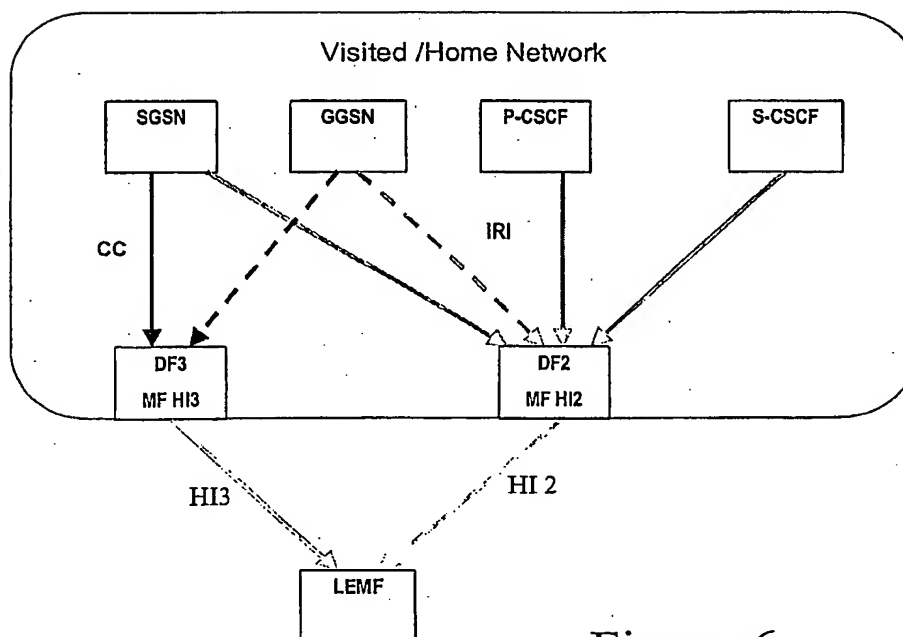 Visited /Home Network
SGSN
GGSN
P-CSCF
S-CSCF
CC
IRI
DF3
MF HI3
DF2
MF HI2
HI3
HI 2
LEMF
Figure 6